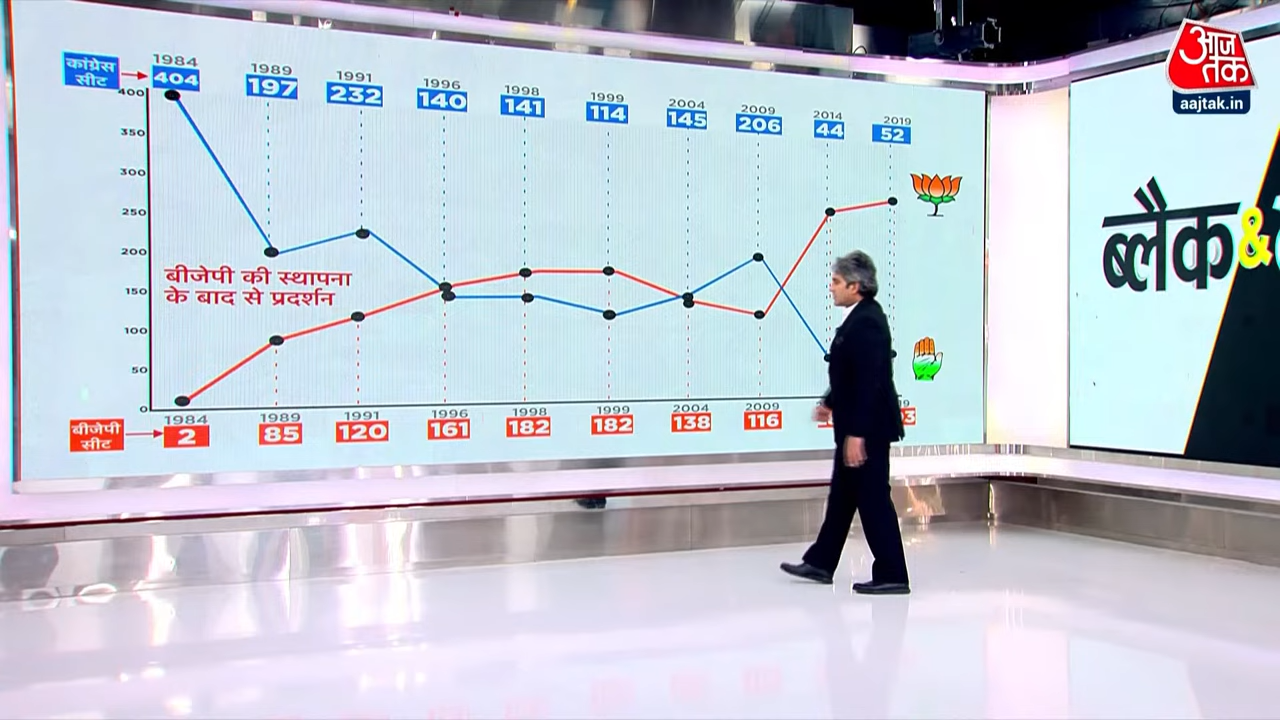 आज
तक
aajtak.in
कांग्रेस
सीट
1984 1989 1991 1996 1998 1999 2004 2009 2014 2019
404 197 232 140 141 114 145 206 44 52
400
350
300
250
200
150
100
50
0
बीजेपी की स्थापना
के बाद से प्रदर्शन
1984 1989 1991 1996 1998 1999 2004 2009
बीजेपी
सीट
2 85 120 161 182 182 138 116
ब्लैक&